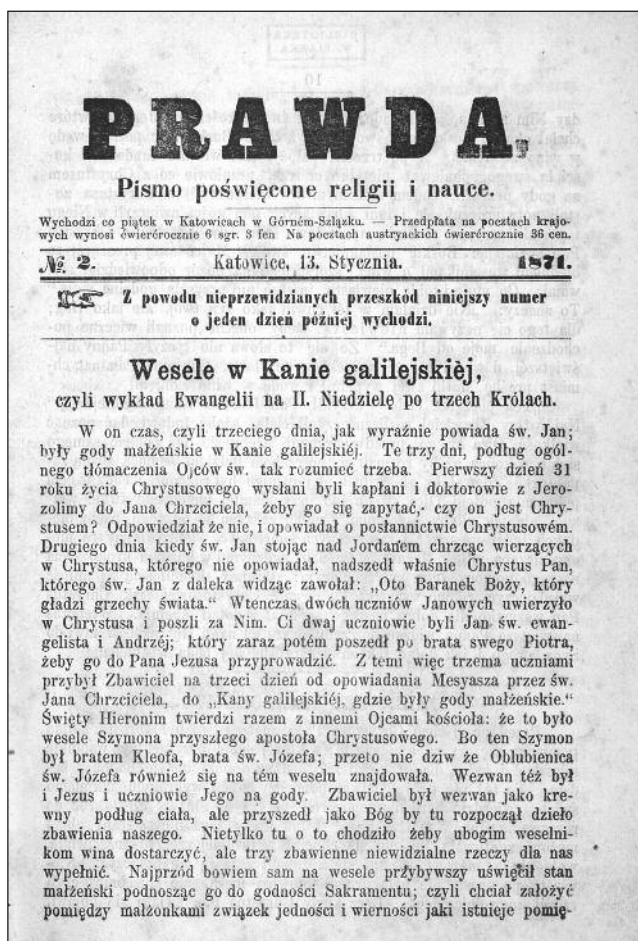 PRAWDA,
Pismo poświęcone religii i nauce.
Wychodzi co piątek w Katowicach w Górném-Szlązku. — Przedpłata na pocztach krajo-
wych wynosi ćwierćrocznie 6 sgr. 3 fen Na pocztach austryackich ćwierćrocznie 36 cen.
№ 2. Katowice, 13. Stycznia. 1871.
Z powodu nieprzewidzianych przeszkód niniejszy numer
o jeden dzień później wychodzi.
Wesele w Kanie galilejskièj,
czyli wykład Ewangelii na II. Niedzielę po trzech Królach.
W on czas, czyli trzeciego dnia, jak wyraźnie powiada św. Jan;
były gody małżeńskie w Kanie galilejskiéj. Te trzy dni, podług ogól-
nego tłómaczenia Ojców św. tak rozumieć trzeba. Pierwszy dzień 31
roku życia Chrystusowego wysłani byli kapłani i doktorowie z Jero-
zolimy do Jana Chrzciciela, żeby go się zapytać, czy on jest Chry-
stusem? Odpowiedział że nie, i opowiadał o posłannictwie Chrystusowém.
Drugiego dnia kiedy św. Jan stojąc nad Jordanem chrzcąc wierzących
w Chrystusa, którego nie opowiadał, nadszedł właśnie Chrystus Pan,
którego św. Jan z daleka widząc zawołał: „Oto Baranek Boży, który
gładzi grzechy świata.“ Wtenczas dwóch uczniów Janowych uwierzyło
w Chrystusa i poszli za Nim. Ci dwaj uczniowie byli Jan św. ewan-
gelista i Andrzéj; który zaraz potém poszedł po brata swego Piotra,
żeby go do Pana Jezusa przyprowadzić. Z temi więc trzema uczniami
przybył Zbawiciel na trzeci dzień od opowiadania Mesyasza przez św.
Jana Chrzciciela, do „Kany galilejskiéj, gdzie były gody małżeńskie.“
Święty Hieronim twierdzi razem z innemi Ojcami kościoła: że to było
wesele Szymona przyszłego apostoła Chrystusowego. Bo ten Szymon
był bratem Kleofa, brata św. Józefa; przeto nie dziw że Oblubienica
św. Józefa również się na tém weselu znajdowała. Wezwan téż był
i Jezus i uczniowie Jego na gody. Zbawiciel był wezwan jako kre-
wny podług ciała, ale przyszedł jako Bóg by tu rozpoczął dzieło
zbawienia naszego. Nietylko tu o to chodziło żeby ubogim weselni-
kom wina dostarczyć, ale trzy zbawienne niewidzialne rzeczy dla nas
wypełnić. Najprzód bowiem sam na wesele przybywszy uświęcił stan
małżeński podnosząc go do godności Sakramentu; czyli chciał założyć
pomiędzy małżonkami związek jedności i wierności jaki istnieje pomię-